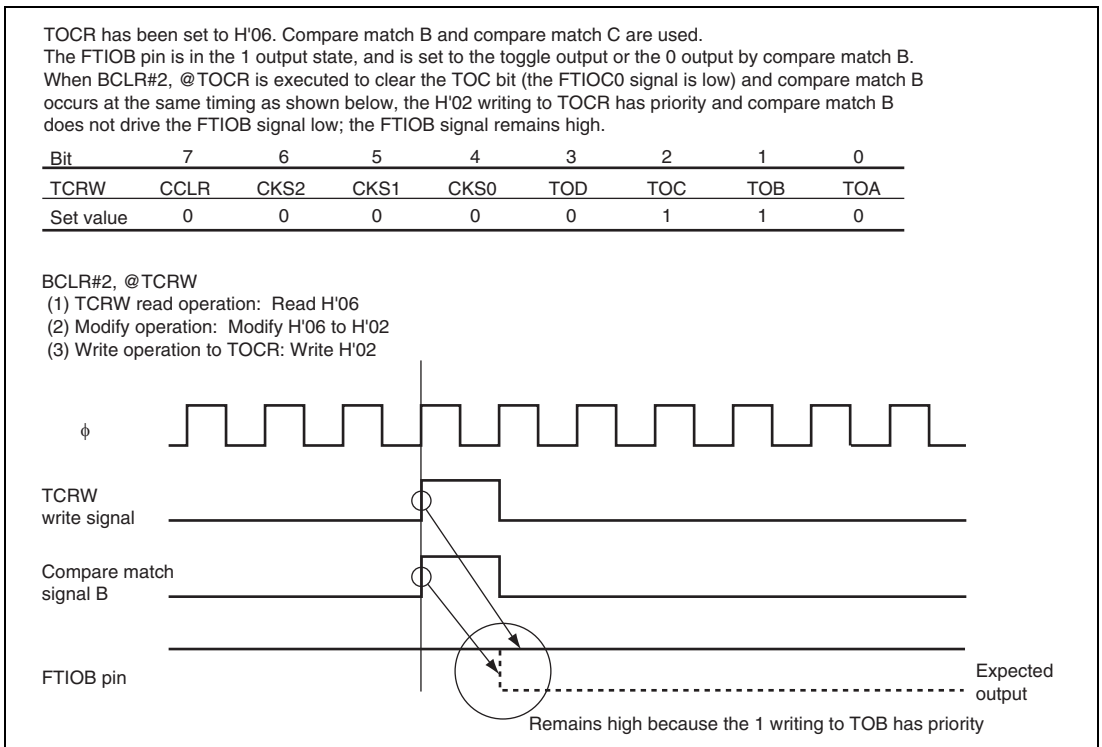 TOCR has been set to H'06. Compare match B and compare match C are used.
The FTIOB pin is in the 1 output state, and is set to the toggle output or the 0 output by compare match B.
When BCLR#2, @TOCR is executed to clear the TOC bit (the FTIOC0 signal is low) and compare match B
occurs at the same timing as shown below, the H'02 writing to TOCR has priority and compare match B
does not drive the FTIOB signal low; the FTIOB signal remains high.
Bit 7 6 5 4 3 2 1 0
TCRW CCLR CKS2 CKS1 CKS0 TOD TOC TOB TOA
Set value 0 0 0 0 0 1 1 0
BCLR#2, @TCRW
(1) TCRW read operation: Read H'06
(2) Modify operation: Modify H'06 to H'02
(3) Write operation to TOCR: Write H'02
ϕ
TCRW
write signal
Compare match
signal B
FTIOB pin
Expected
output
Remains high because the 1 writing to TOB has priority